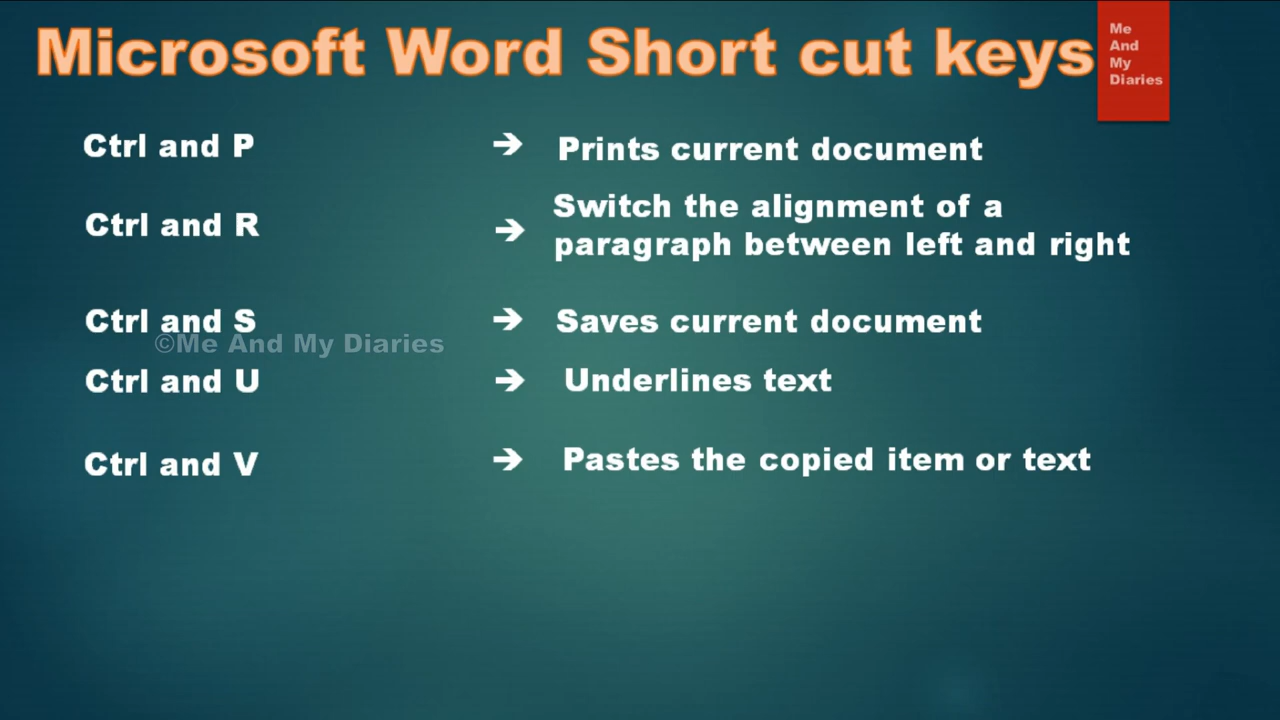 Microsoft Word Short cut keys
Me
And
My
Diaries
Ctrl and P ➔ Prints current document
Ctrl and R ➔ Switch the alignment of a
paragraph between left and right
Ctrl and S ➔ Saves current document
©Me And My Diaries
Ctrl and U ➔ Underlines text
Ctrl and V ➔ Pastes the copied item or text